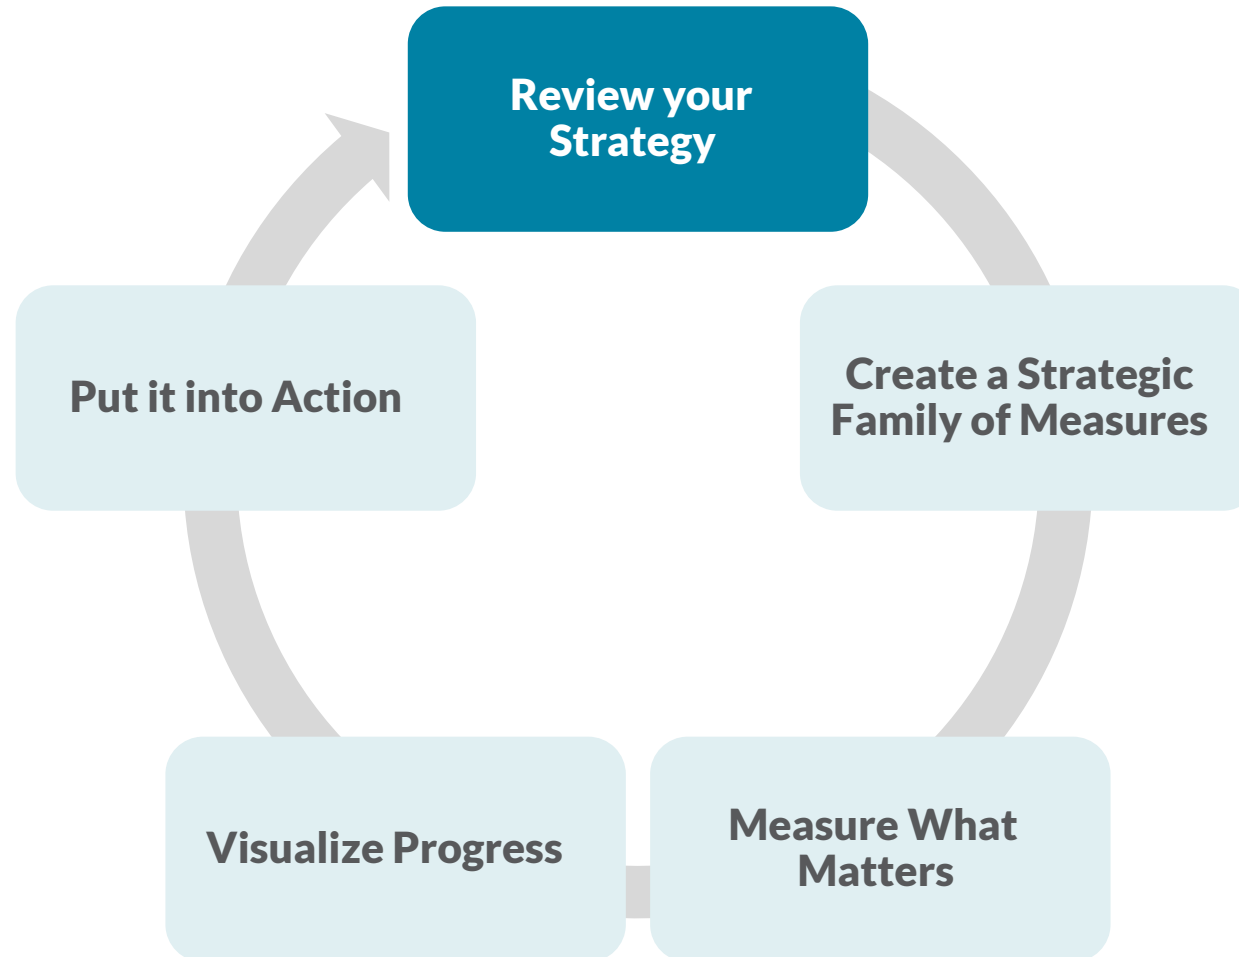 Review your
Strategy
Create a Strategic
Family of Measures
Measure What
Matters
Visualize Progress
Put it into Action